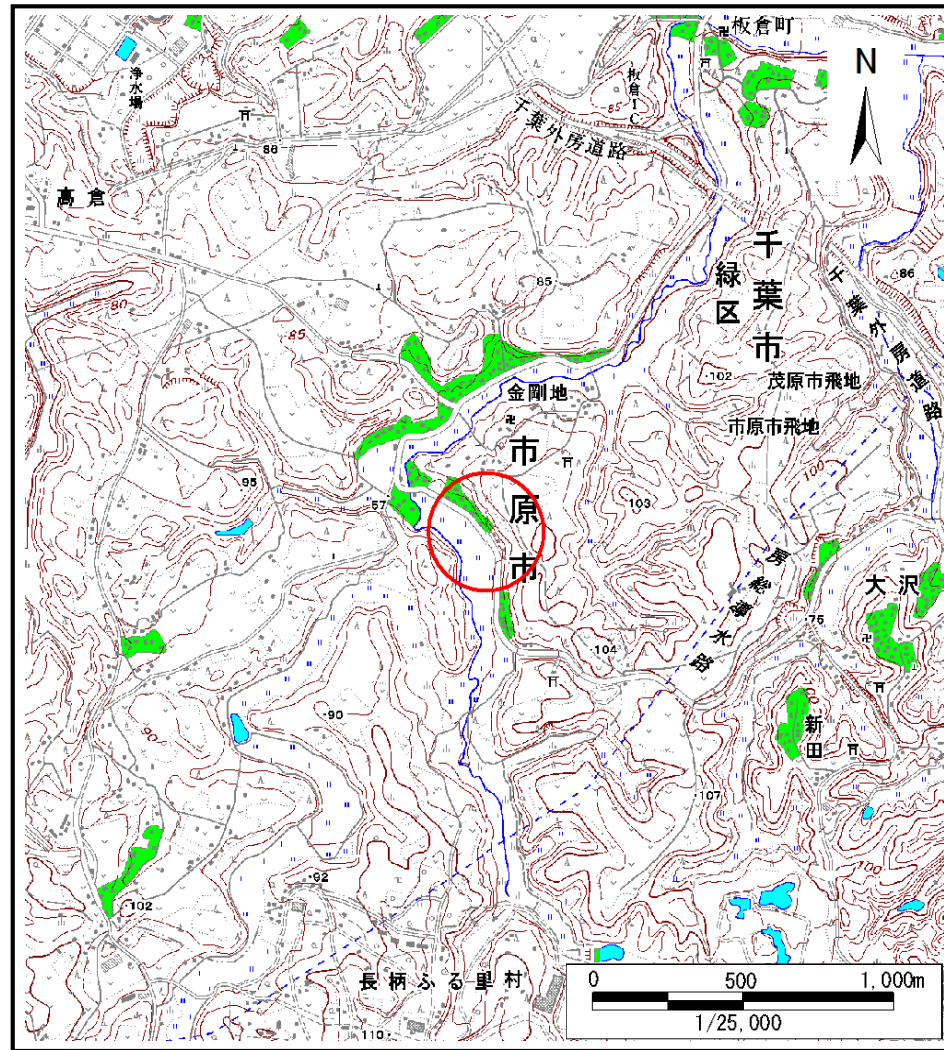 板倉町
N
浄水場
板倉IC
85
千葉外房道路
86
高倉
千葉市
緑区
86
80
85
千葉外房道路
85
102
茂原市飛地
金剛地
市原市飛地
市原市
100
95
57
103
房総導水路
大沢
76
104
90
90
新田
107
100
92
102
長柄ふる里村
110
0 500 1,000m
1/25,000